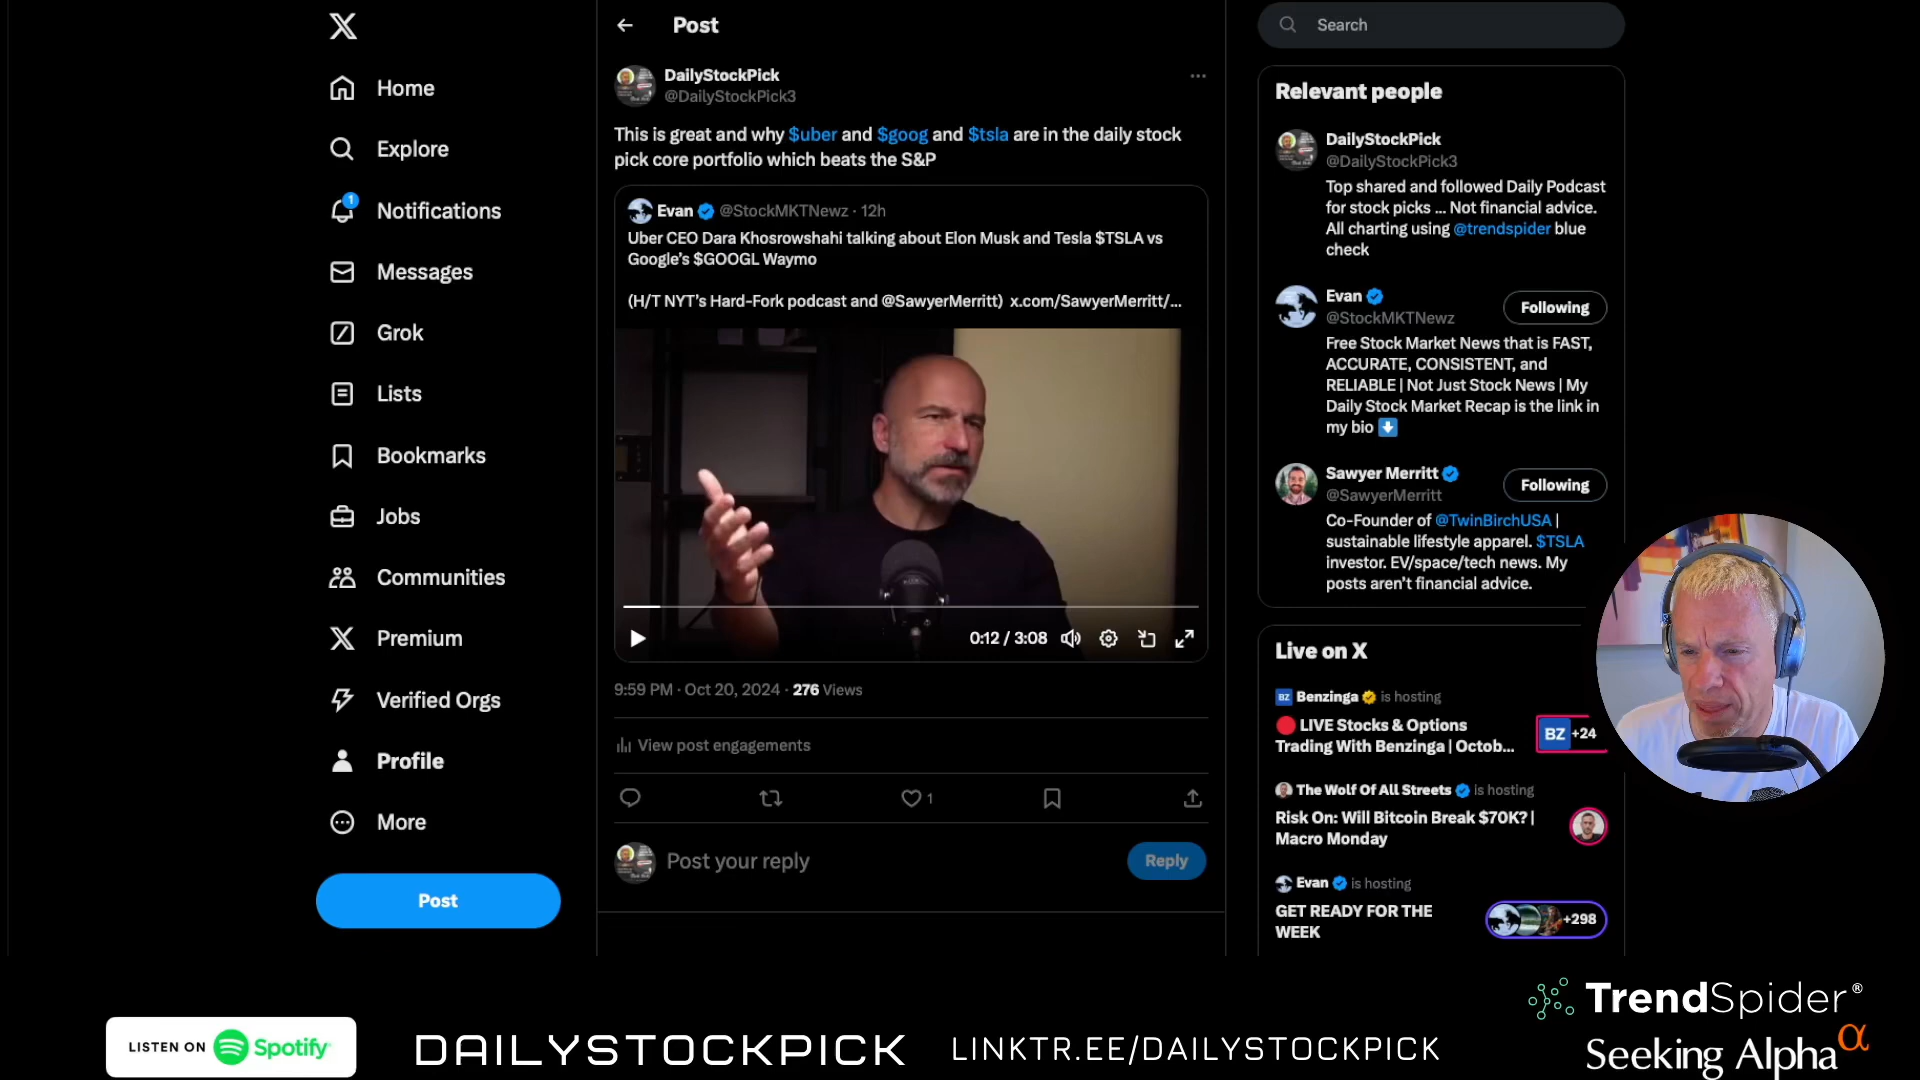 Home
Explore
1
Notifications
Messages
Grok
Lists
Bookmarks
Jobs
Communities
Premium
Verified Orgs
Profile
More
Post
Post
DailyStockPick
@DailyStockPick3
This is great and why $uber and $goog and $tsla are in the daily stock
pick core portfolio which beats the S&P
Evan @StockMKTNewz · 12h
Uber CEO Dara Khosrowshahi talking about Elon Musk and Tesla $TSLA vs
Google's $GOOGL Waymo
(H/T NYT's Hard-Fork podcast and @SawyerMerritt) x.com/SawyerMerritt/...
0:12 / 3:08
9:59 PM · Oct 20, 2024 · 276 Views
View post engagements
1
Post your reply
Reply
Search
Relevant people
DailyStockPick
@DailyStockPick3
Top shared and followed Daily Podcast
for stock picks ... Not financial advice.
All charting using @trendspider blue
check
Evan
@StockMKTNewz
Following
Free Stock Market News that is FAST,
ACCURATE, CONSISTENT, and
RELIABLE | Not Just Stock News | My
Daily Stock Market Recap is the link in
my bio
Sawyer Merritt
@SawyerMerritt
Following
Co-Founder of @TwinBirchUSA |
sustainable lifestyle apparel. $TSLA
investor. EV/space/tech news. My
posts aren't financial advice.
Live on X
BZ Benzinga is hosting
LIVE Stocks & Options
Trading With Benzinga | Octob...
BZ +24
The Wolf Of All Streets is hosting
Risk On: Will Bitcoin Break $70K? |
Macro Monday
Evan is hosting
GET READY FOR THE
WEEK
+298
LISTEN ON Spotify
DAILYSTOCKPICK
LINKTR.EE/DAILYSTOCKPICK
TrendSpider®
Seeking Alpha α